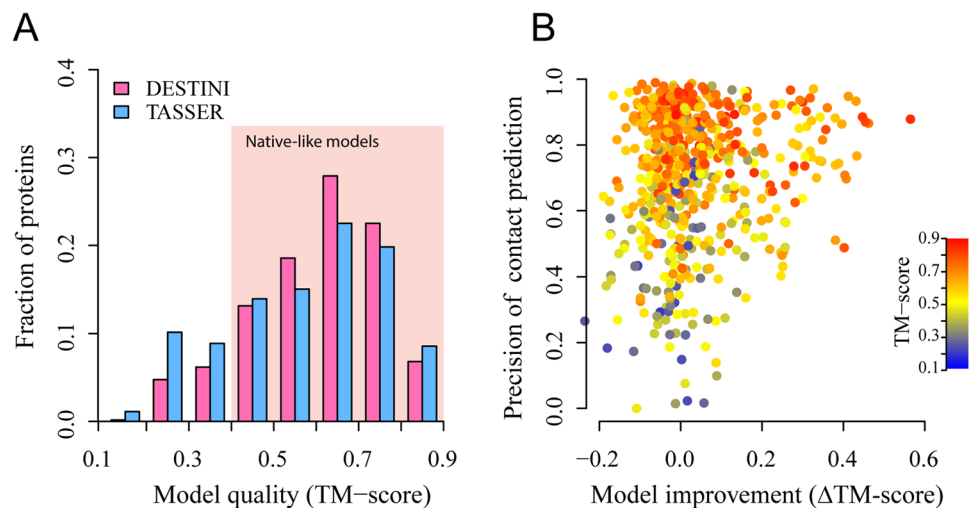 A
B
0.4
0.3
0.2
0.1
0.0
Fraction of proteins
DESTINI
TASSER
Native-like models
0.1
0.3
0.5
0.7
0.9
Model quality (TM−score)
1.0
0.8
0.6
0.4
0.2
0.0
Precision of contact prediction
−0.2
0.0
0.2
0.4
0.6
Model improvement (ΔTM-score)
TM−score
0.9
0.7
0.5
0.3
0.1